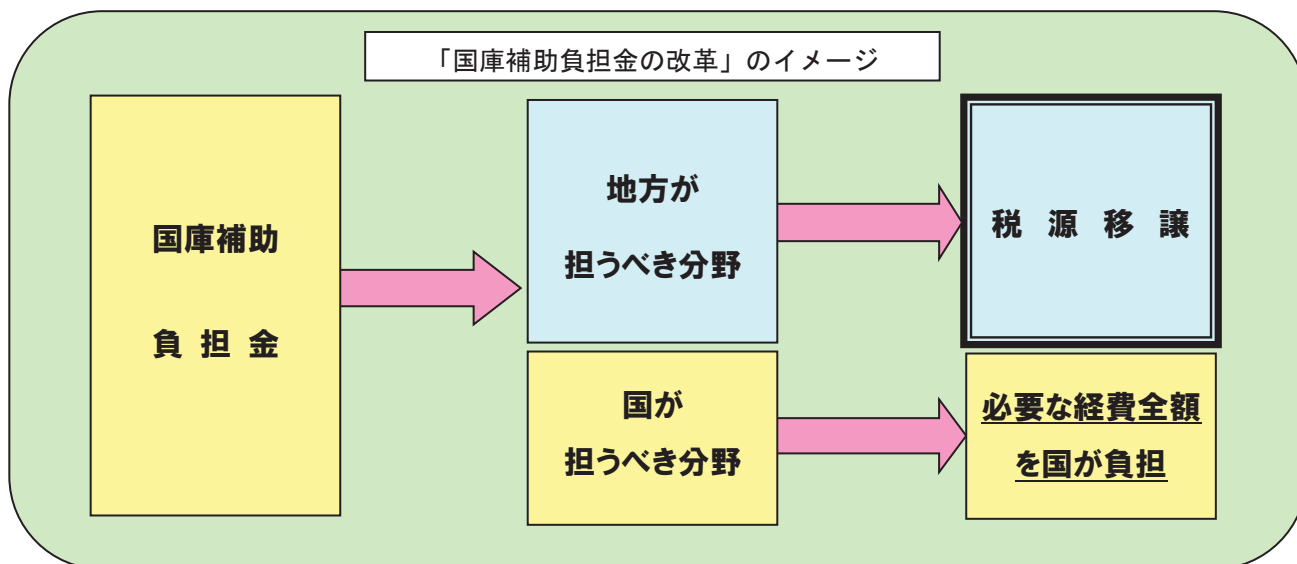 「国庫補助負担金の改革」のイメージ
国庫補助
負担金
地方が
担うべき分野
税源移譲
国が
担うべき分野
必要な経費全額
を国が負担